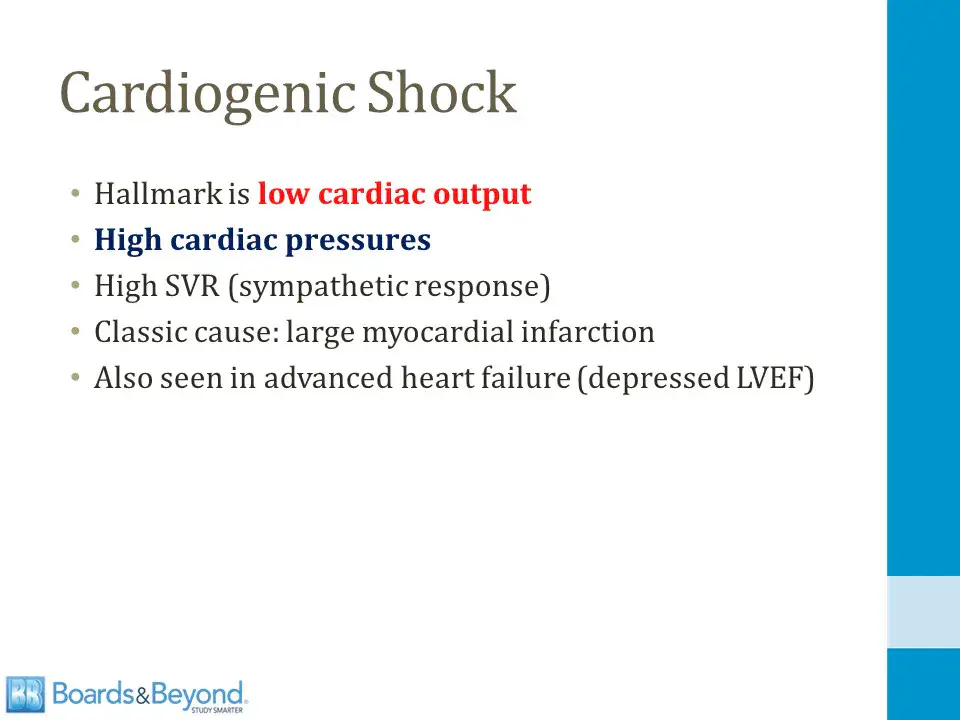 Cardiogenic Shock
• Hallmark is low cardiac output
• High cardiac pressures
• High SVR (sympathetic response)
• Classic cause: large myocardial infarction
• Also seen in advanced heart failure (depressed LVEF)
BB Boards&Beyond.
STUDY SMARTER